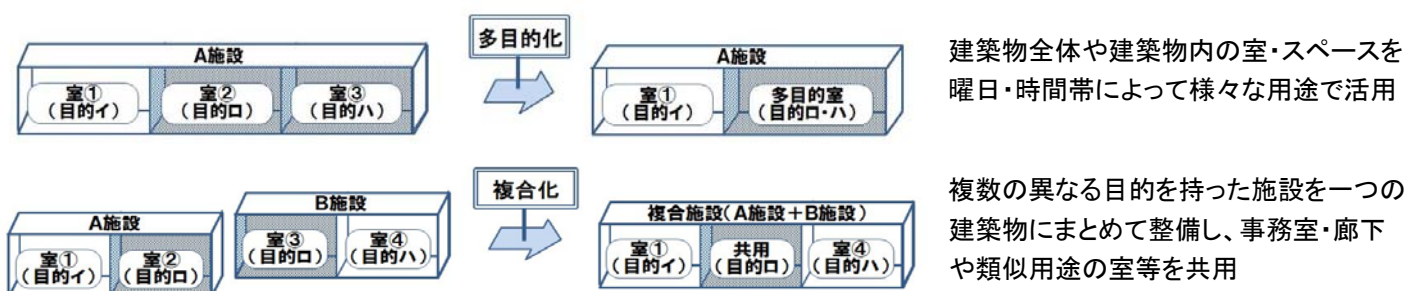 A施設
室①
(目的イ)
室②
(目的ロ)
室③
(目的ハ)
多目的化
A施設
室①
(目的イ)
多目的室
(目的ロ・ハ)
建築物全体や建築物内の室・スペースを
曜日・時間帯によって様々な用途で活用
A施設
室①
(目的イ)
室②
(目的ロ)
B施設
室③
(目的ロ)
室④
(目的ハ)
複合化
複合施設(A施設+B施設)
室①
(目的イ)
共用
(目的ロ)
室④
(目的ハ)
複数の異なる目的を持った施設を一つの
建築物にまとめて整備し、事務室・廊下
や類似用途の室等を共用